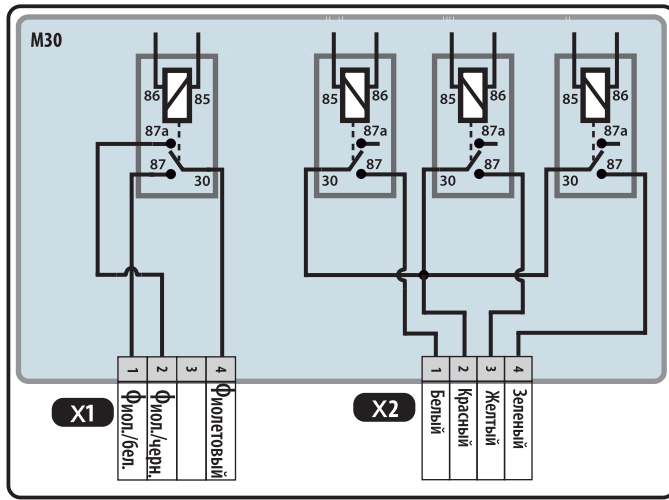 M30
86 85
87a
87
30
85 86
87a
87
30
85 86
87a
87
30
85 86
87a
87
30
1 2 3 4
X1
Фиол./бел.
Фиол./черн.
Фиолетовый
1 2 3 4
X2
Белый
Красный
Желтый
Зеленый